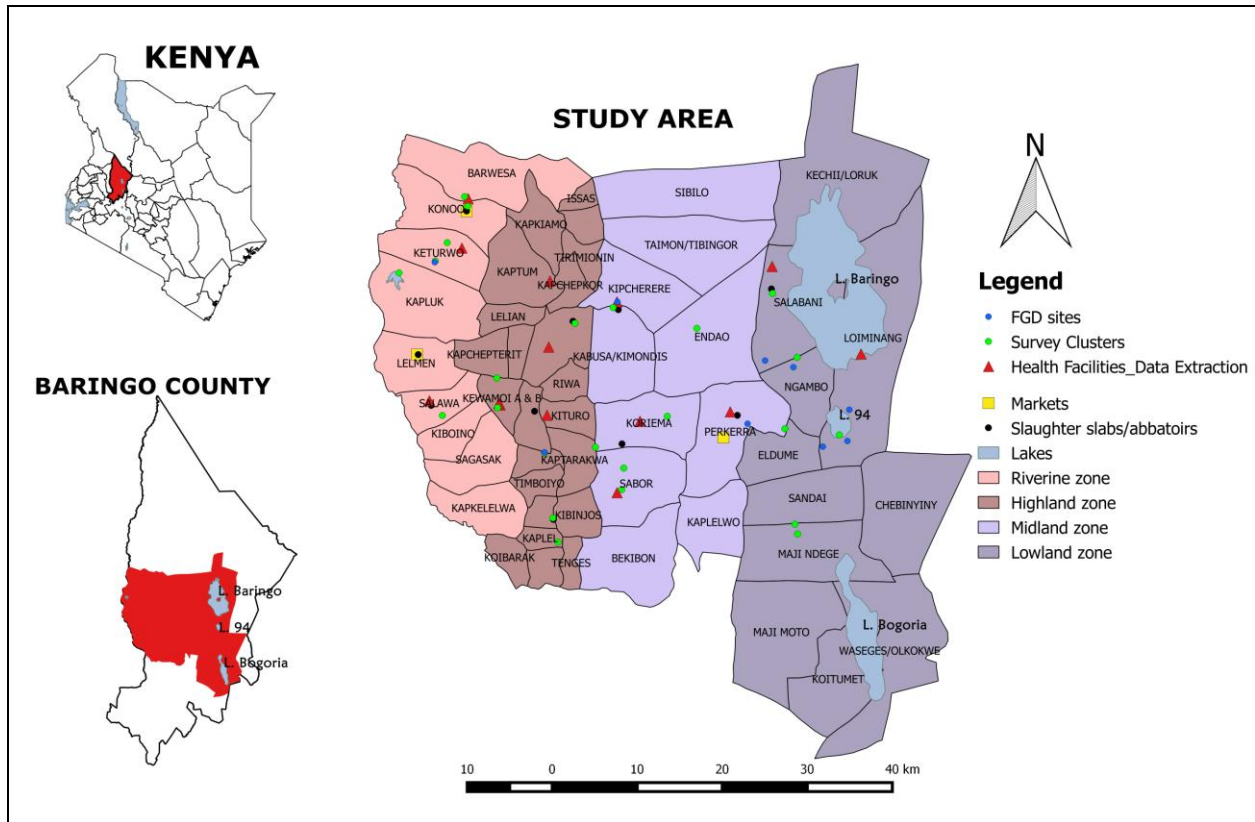 KENYA
STUDY AREA
N
BARWESA
KONOO
ISSAS
KAPKIAMO
KETURWO
KAPTUM
TIRIMIONIN
KAPCHEPKOR
KAPLUK
LELIAN
LELMEN
KAPCHEPTERIT
RIWA
SALAWA
KEWAMOI A & B
KITURO
KIBOINO
SAGASAK
KAPTARAKWA
TIMBOIYO
KAPKELELWA
KIBINJOS
KAPLEL
KOIBARAK
TENGES
SIBILO
TAIMON/TIBINGOR
KIPCHERERE
KABUSA/KIMONDIS
ENDAO
KORIEMA
PERKERRA
SABOR
KAPLELWO
BEKIBON
KECHII/LORUK
L. Baringo
SALABANI
LOIMINANG
NGAMBO
L. 94
ELDUME
SANDAI
CHEBINYINY
MAJI NDEGE
MAJI MOTO
L. Bogoria
WASEGES/OLKOKWE
KOITUMET
Legend
FGD sites
Survey Clusters
Health Facilities_Data Extraction
Markets
Slaughter slabs/abbatoirs
Lakes
Riverine zone
Highland zone
Midland zone
Lowland zone
BARINGO COUNTY
L. Baringo
L. 94
L. Bogoria
10 0 10 20 30 40 km